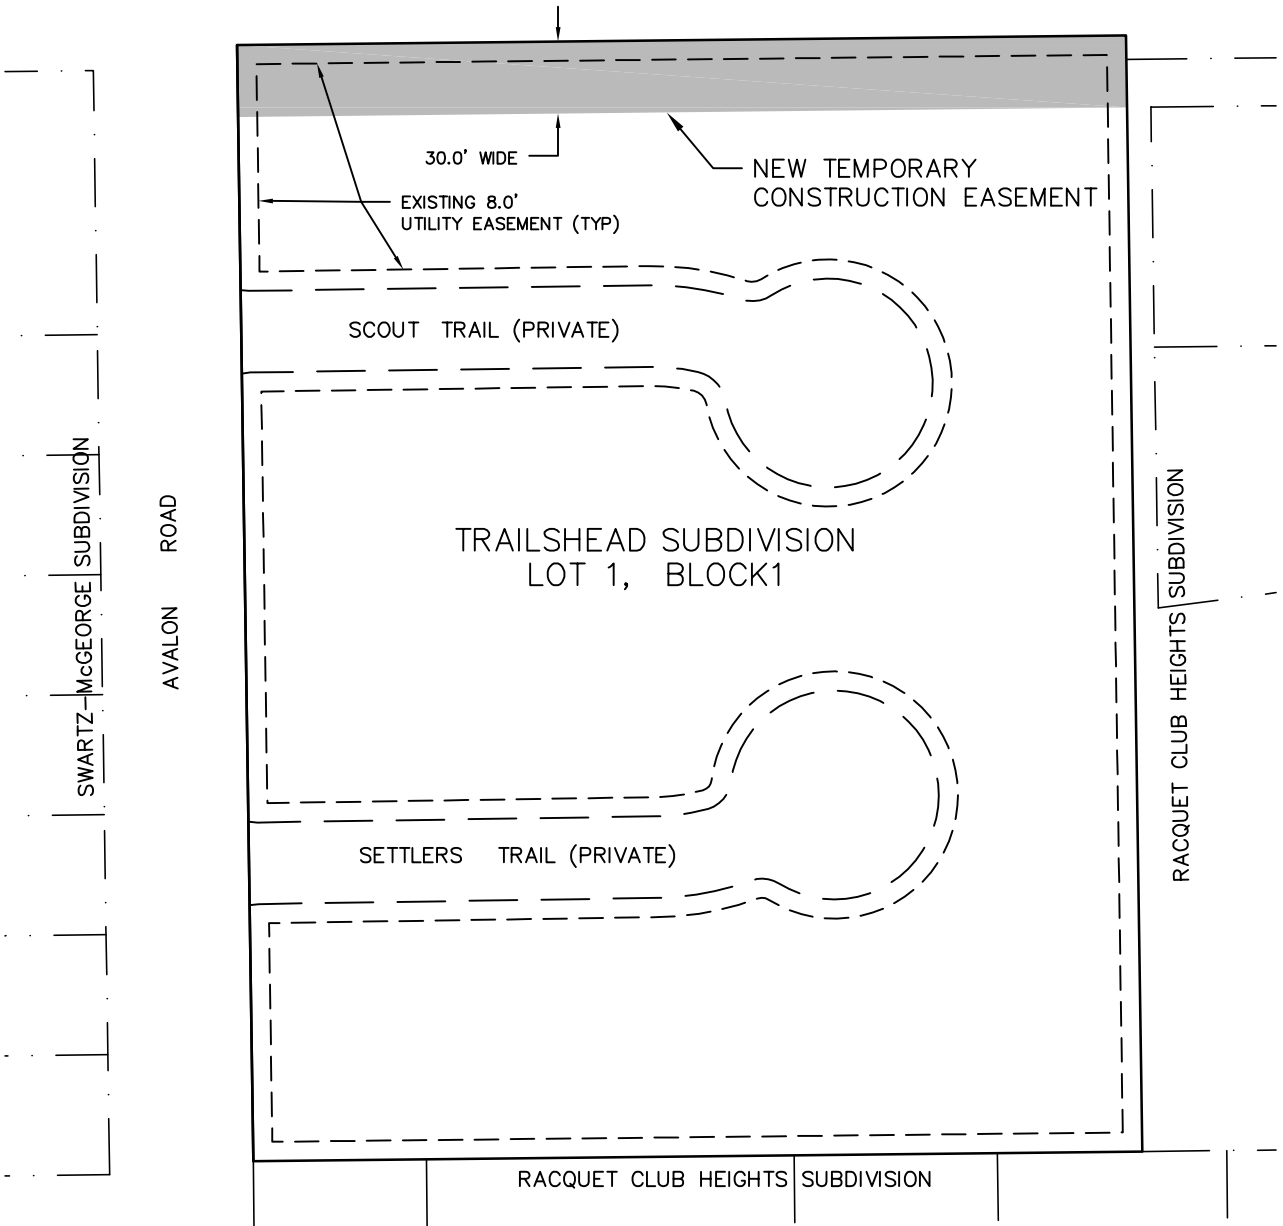 30.0' WIDE
NEW TEMPORARY
CONSTRUCTION EASEMENT
EXISTING 8.0'
UTILITY EASEMENT (TYP)
SCOUT TRAIL (PRIVATE)
SWARTZ-McGEORGE SUBDIVISION
AVALON ROAD
TRAILSHEAD SUBDIVISION
LOT 1, BLOCK1
RACQUET CLUB HEIGHTS SUBDIVISION
SETTLERS TRAIL (PRIVATE)
RACQUET CLUB HEIGHTS SUBDIVISION